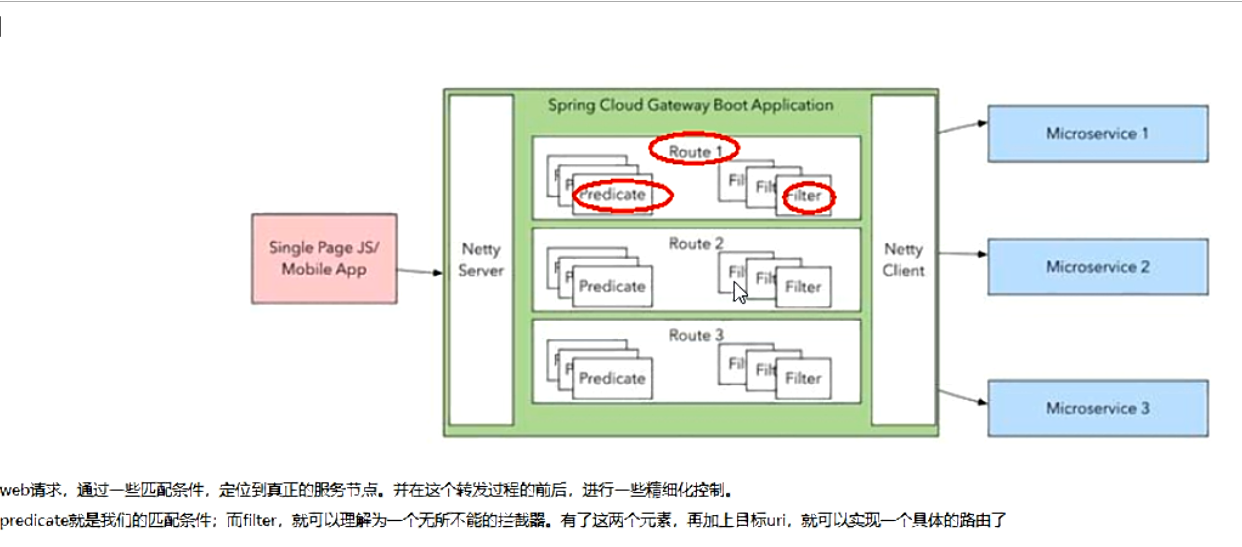 Spring Cloud Gateway Boot Application
Route 1
Predicate
Fil
Filt
Filter
Microservice 1
Single Page JS/
Mobile App
Netty
Server
Route 2
Predicate
Fil
Filt
Filter
Netty
Client
Microservice 2
Route 3
Predicate
Fil
Filt
Filter
Microservice 3
web请求，通过一些匹配条件，定位到真正的服务节点。并在这个转发过程的前后，进行一些精细化控制。
predicate就是我们的匹配条件；而filter，就可以理解为一个无所不能的拦截器。有了这两个元素，再加上目标uri，就可以实现一个具体的路由了